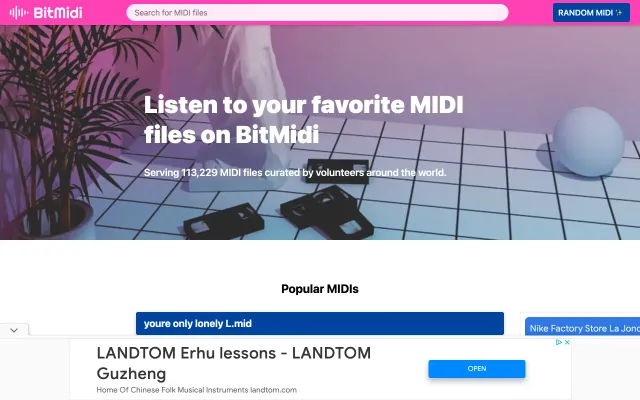 BitMidi
Search for MIDI files
RANDOM MIDI ✨
Listen to your favorite MIDI
files on BitMidi
Serving 113,229 MIDI files curated by volunteers around the world.
Popular MIDIs
youre only lonely L.mid
Nike Factory Store La Jono
LANDTOM Erhu lessons - LANDTOM
Guzheng
Home Of Chinese Folk Musical Instruments landtom.com
OPEN